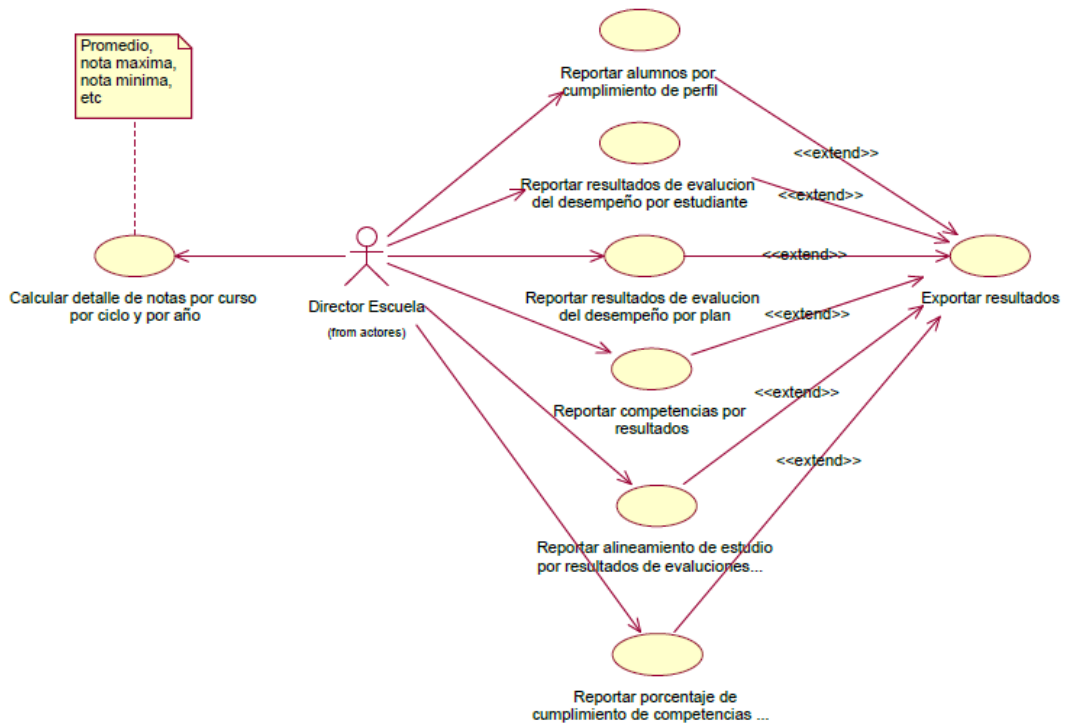 Promedio,
nota maxima,
nota minima,
etc
Reportar alumnos por
cumplimiento de perfil
<<extend>>
Reportar resultados de evalucion
del desempeño por estudiante
<<extend>>
Calcular detalle de notas por curso
por ciclo y por año
Director Escuela
(from actores)
Reportar resultados de evalucion
del desempeño por plan
<<extend>>
Exportar resultados
<<extend>>
Reportar competencias por
resultados
<<extend>>
<<extend>>
Reportar alineamiento de estudio
por resultados de evaluciones...
Reportar porcentaje de
cumplimiento de competencias ...